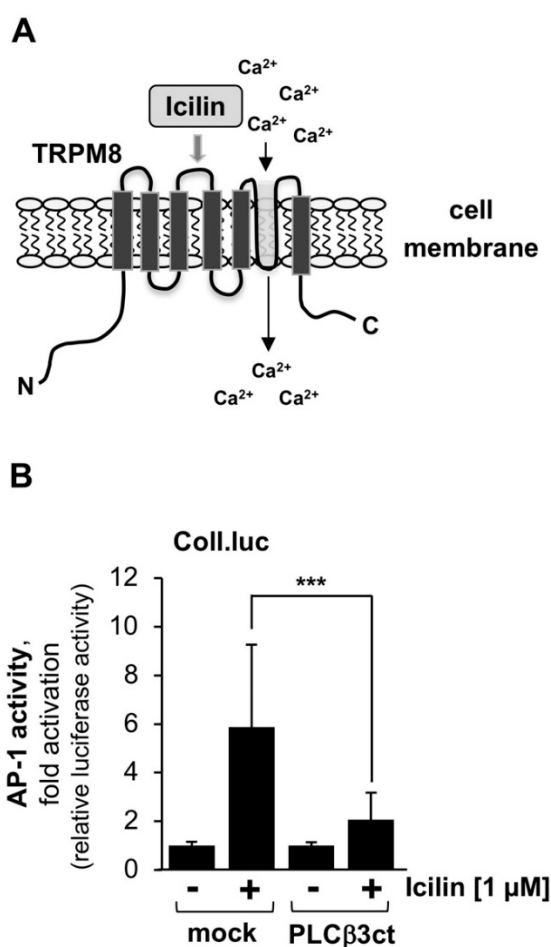 A
Ca²⁺
Icilin
Ca²⁺
Ca²⁺
Ca²⁺
TRPM8
cell
membrane
C
N
Ca²⁺
Ca²⁺
Ca²⁺
B
Coll.luc
AP-1 activity,
fold activation
(relative luciferase activity)
12
10
8
6
4
2
0
***
- + - + Icilin [1 µM]
mock PLCβ3ct